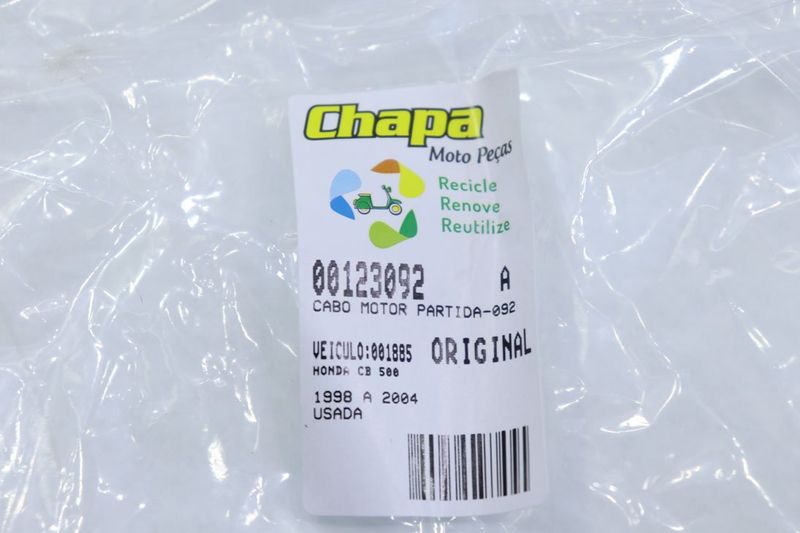 Chapa
Moto Peças
Recicle
Renove
Reutilize
00123092 A
CABO MOTOR PARTIDA-092
VEICULO:001885 ORIGINAL
HONDA CB 500
1998 A 2004
USADA